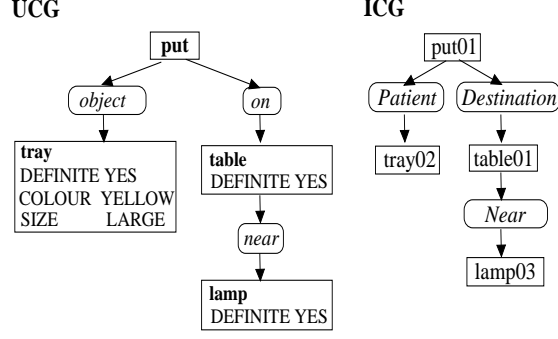 UCG
put
object
on
tray
DEFINITE YES
COLOUR YELLOW
SIZE LARGE
table
DEFINITE YES
near
lamp
DEFINITE YES
ICG
put01
Patient
Destination
tray02
table01
Near
lamp03